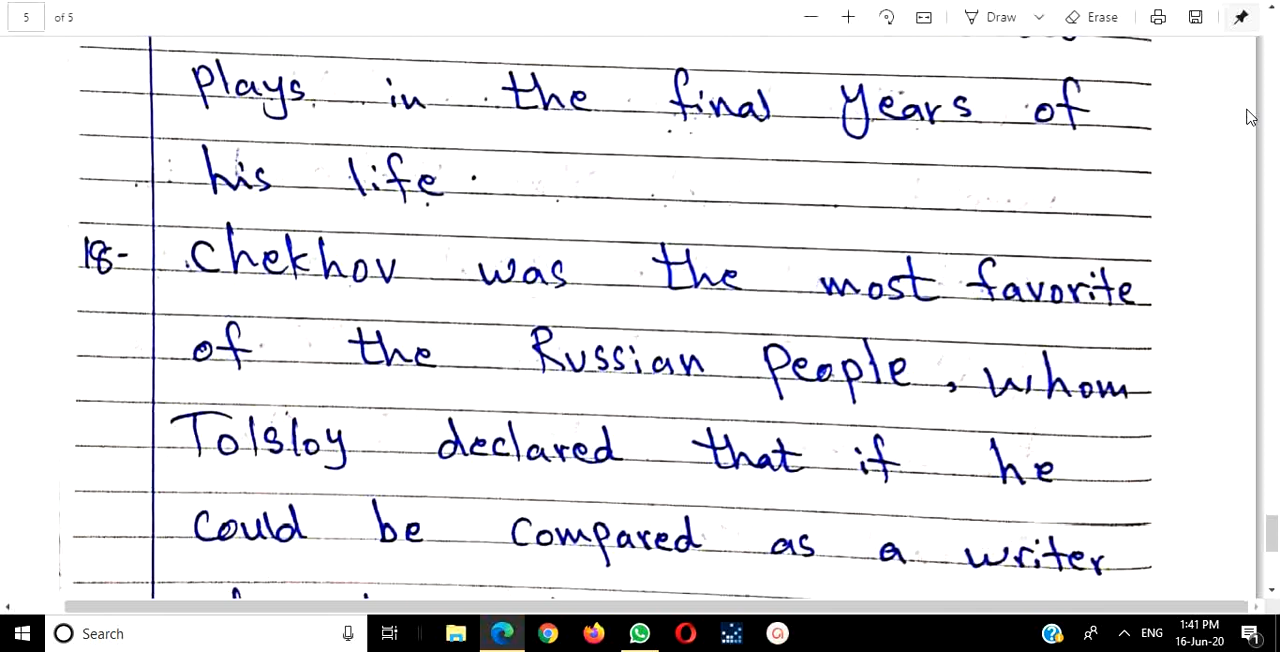 5 of 5 Draw Erase
plays in the final years of
his life.
18- Chekhov was the most favorite
of the Russian people, whom
Tolsloy declared that if he
could be compared as a writer
Search ENG 1:41 PM
16-Jun-20